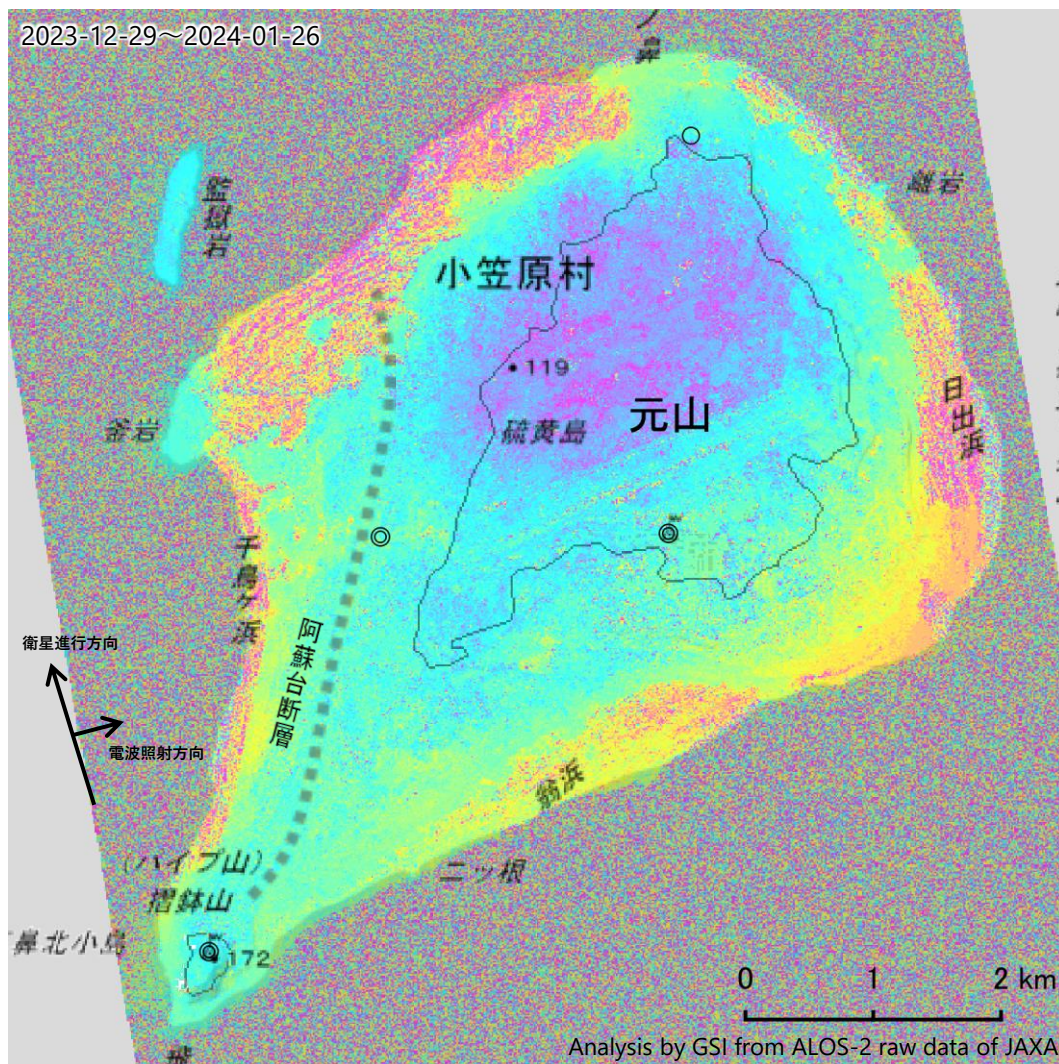 2023-12-29～2024-01-26
ノ鼻
監獄岩
離岩
小笠原村
119
元山
硫黄島
釜岩
日出浜
千鳥ヶ浜
阿蘇台断層
衛星進行方向
電波照射方向
翁浜
(パイプ山)
二ッ根
摺鉢山
鼻北小島
172
0 1 2 km
Analysis by GSI from ALOS-2 raw data of JAXA